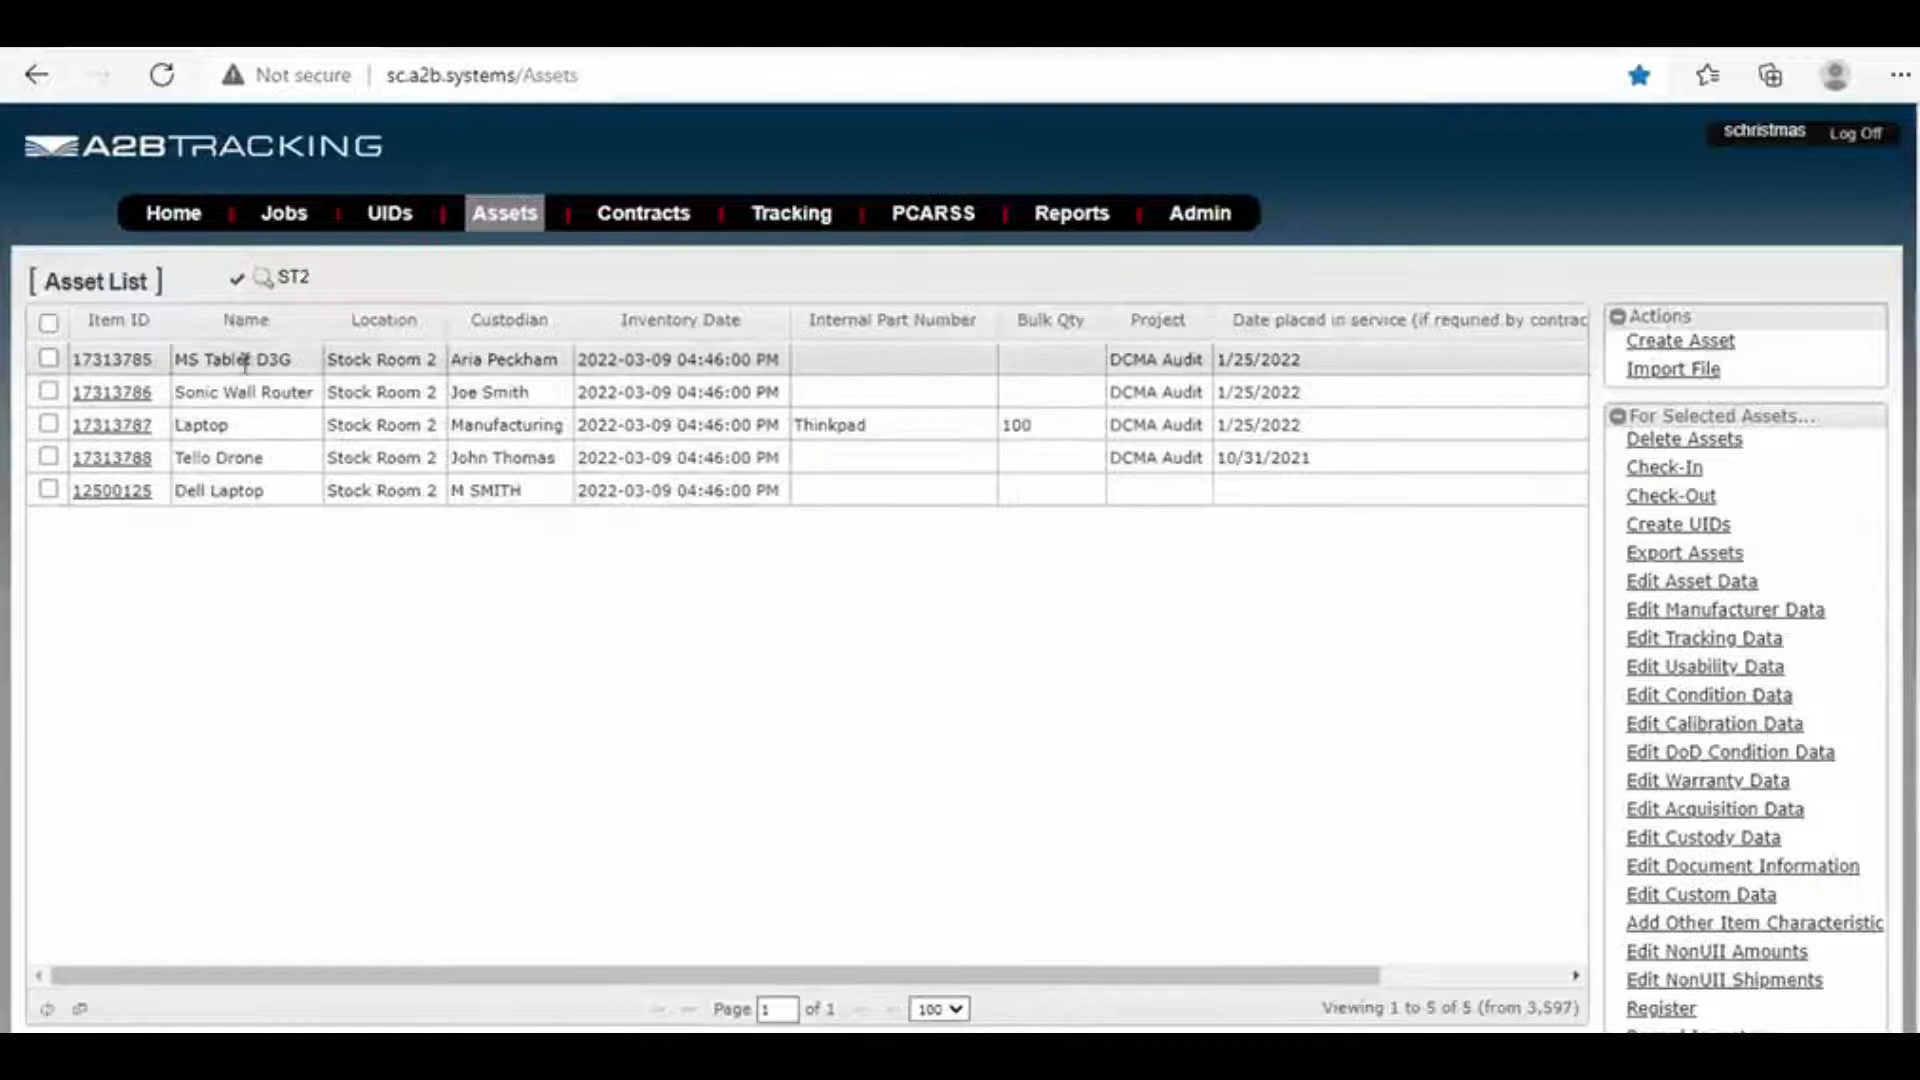 Not secure | sc.a2b.systems/Assets
A2BTRACKING
schristmas Log Off
Home | Jobs | UIDs | Assets | Contracts | Tracking | PCARSS | Reports | Admin
[ Asset List ] ST2
Item ID Name Location Custodian Inventory Date Internal Part Number Bulk Qty Project Date placed in service (if required by contrac
17313785 MS Tablet D3G Stock Room 2 Aria Peckham 2022-03-09 04:46:00 PM DCMA Audit 1/25/2022
17313786 Sonic Wall Router Stock Room 2 Joe Smith 2022-03-09 04:46:00 PM DCMA Audit 1/25/2022
17313787 Laptop Stock Room 2 Manufacturing 2022-03-09 04:46:00 PM Thinkpad 100 DCMA Audit 1/25/2022
17313788 Tello Drone Stock Room 2 John Thomas 2022-03-09 04:46:00 PM DCMA Audit 10/31/2021
12500125 Dell Laptop Stock Room 2 M SMITH 2022-03-09 04:46:00 PM
Page 1 of 1 100 Viewing 1 to 5 of 5 (from 3,597)
Actions
Create Asset
Import File
For Selected Assets...
Delete Assets
Check-In
Check-Out
Create UIDs
Export Assets
Edit Asset Data
Edit Manufacturer Data
Edit Tracking Data
Edit Usability Data
Edit Condition Data
Edit Calibration Data
Edit DoD Condition Data
Edit Warranty Data
Edit Acquisition Data
Edit Custody Data
Edit Document Information
Edit Custom Data
Add Other Item Characteristic
Edit NonUII Amounts
Edit NonUII Shipments
Register